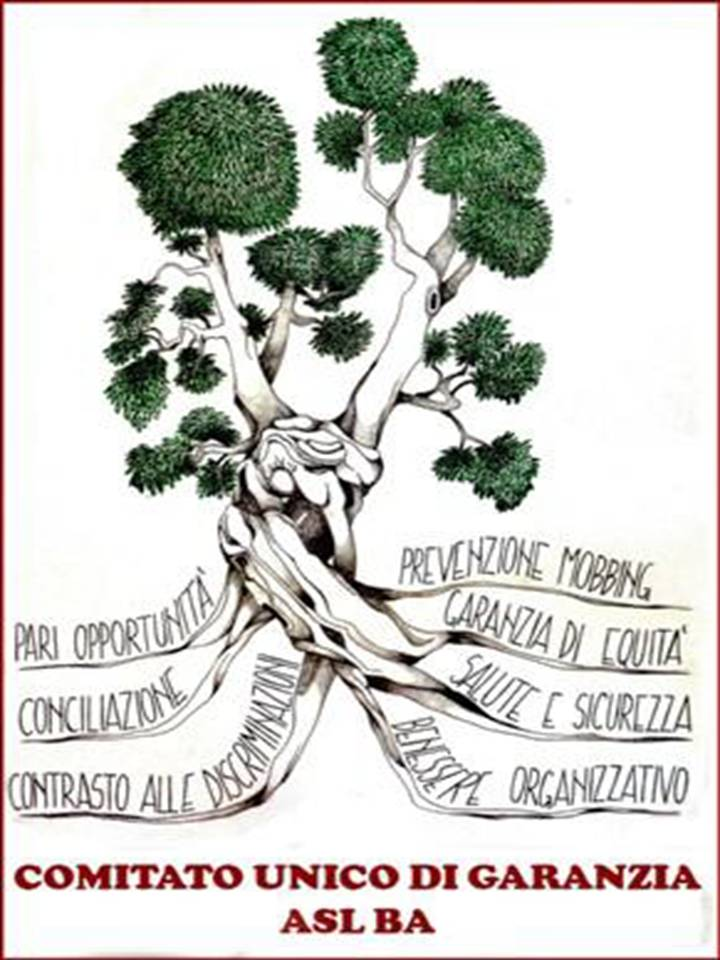 PREVENZIONE MOBBING
GARANZIA DI EQUITÀ
PARI OPPORTUNITÀ
SALUTE E SICUREZZA
CONCILIAZIONE
CONTRASTO ALLE DISCRIMINAZIONI
BENESSERE ORGANIZZATIVO
COMITATO UNICO DI GARANZIA
ASL BA